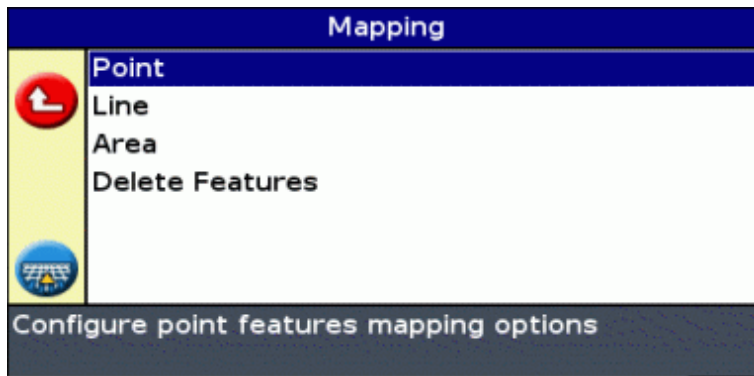 Mapping
Point
Line
Area
Delete Features
Configure point features mapping options